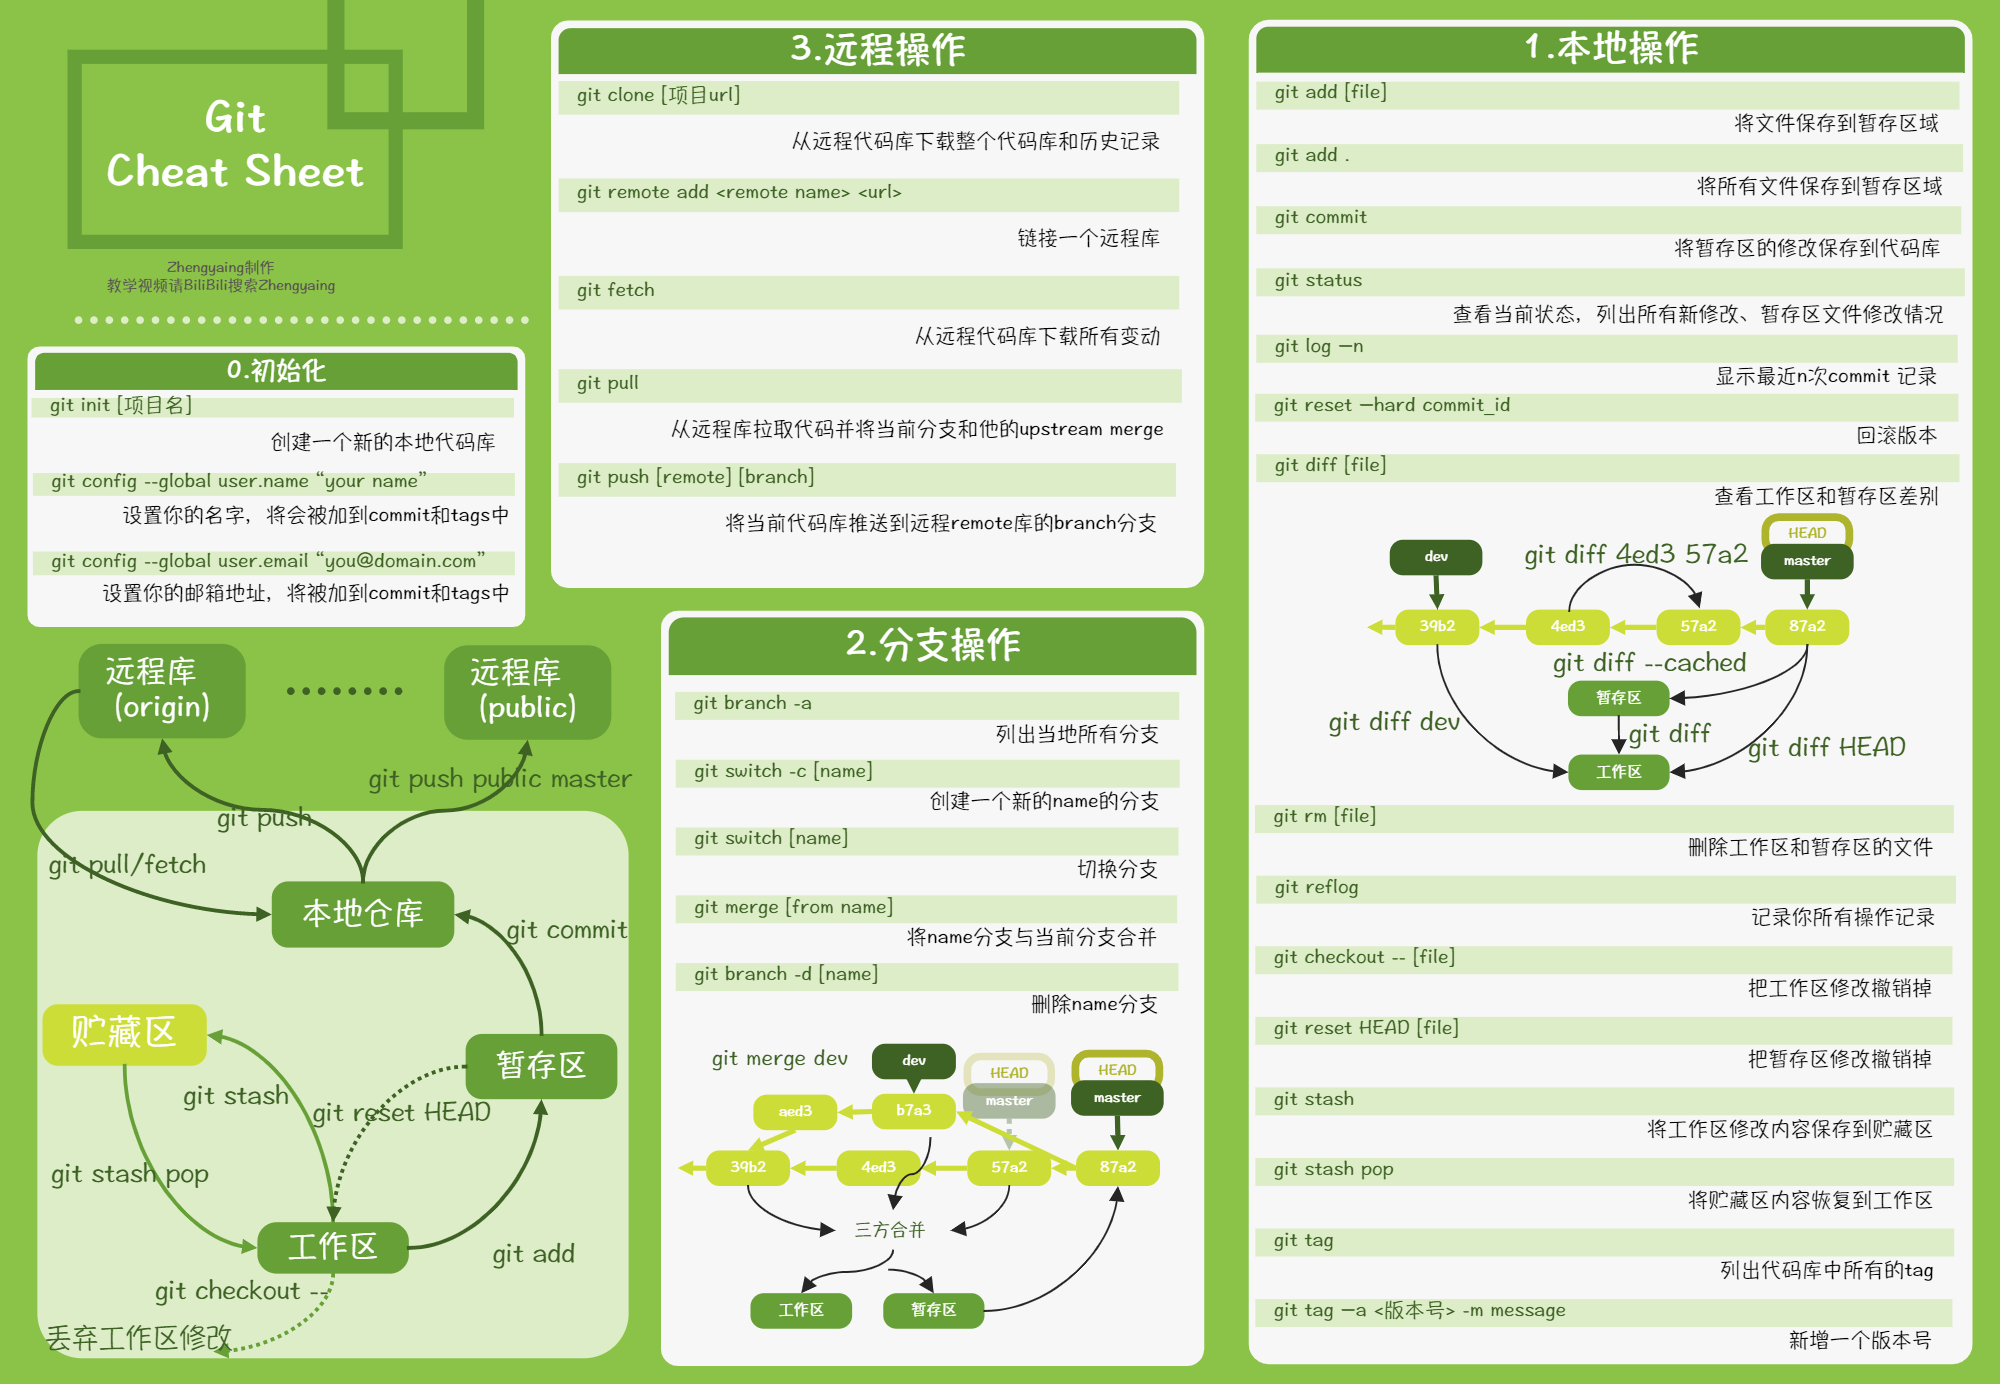 Git
Cheat Sheet
Zhengyaing制作
教学视频请BiliBili搜索Zhengyaing
0.初始化
git init [项目名]
创建一个新的本地代码库
git config --global user.name “your name”
设置你的名字，将会被加到commit和tags中
git config --global user.email “you@domain.com”
设置你的邮箱地址，将被加到commit和tags中
远程库
(origin)
远程库
(public)
git push public master
git push
git pull/fetch
本地仓库
git commit
贮藏区
暂存区
git stash
git reset HEAD
git stash pop
工作区
git add
git checkout --
丢弃工作区修改
3.远程操作
git clone [项目url]
从远程代码库下载整个代码库和历史记录
git remote add <remote name> <url>
链接一个远程库
git fetch
从远程代码库下载所有变动
git pull
从远程库拉取代码并将当前分支和他的upstream merge
git push [remote] [branch]
将当前代码库推送到远程remote库的branch分支
2.分支操作
git branch -a
列出当地所有分支
git switch -c [name]
创建一个新的name的分支
git switch [name]
切换分支
git merge [from name]
将name分支与当前分支合并
git branch -d [name]
删除name分支
git merge dev
dev
HEAD
master
HEAD
master
aed3
b7a3
39b2
4ed3
57a2
87a2
三方合并
工作区
暂存区
1.本地操作
git add [file]
将文件保存到暂存区域
git add .
将所有文件保存到暂存区域
git commit
将暂存区的修改保存到代码库
git status
查看当前状态，列出所有新修改、暂存区文件修改情况
git log —n
显示最近n次commit 记录
git reset —hard commit_id
回滚版本
git diff [file]
查看工作区和暂存区差别
dev
git diff 4ed3 57a2
HEAD
master
39b2
4ed3
57a2
87a2
git diff --cached
暂存区
git diff dev
git diff
git diff HEAD
工作区
git rm [file]
删除工作区和暂存区的文件
git reflog
记录你所有操作记录
git checkout -- [file]
把工作区修改撤销掉
git reset HEAD [file]
把暂存区修改撤销掉
git stash
将工作区修改内容保存到贮藏区
git stash pop
将贮藏区内容恢复到工作区
git tag
列出代码库中所有的tag
git tag —a <版本号> -m message
新增一个版本号